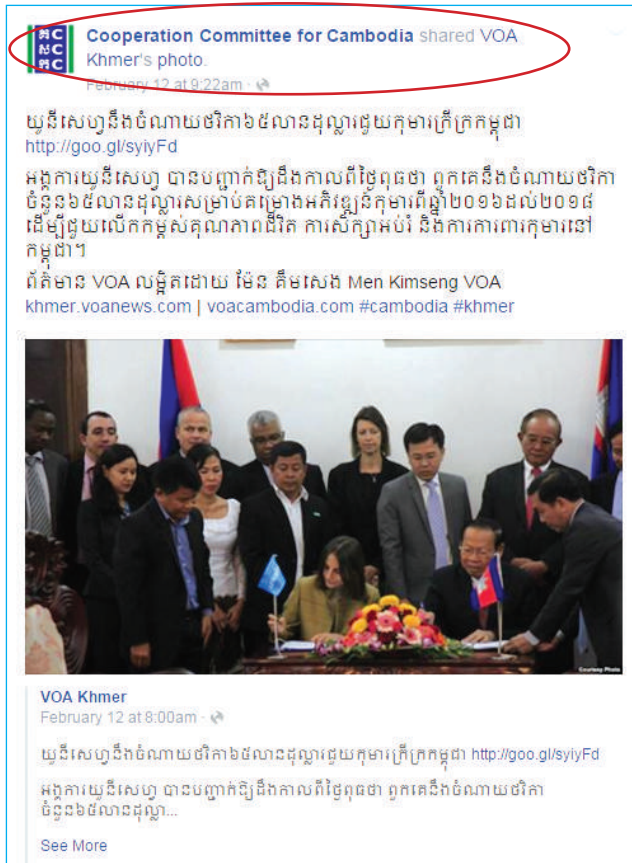 អ C
ស C
ក C
Cooperation Committee for Cambodia shared VOA
Khmer's photo.
February 12 at 9:22am ·
យូនីសេហ្វនឹងចំណាយថវិកា៦៥លានដុល្លារជួយកុមារក្រីក្រកម្ពុជា
http://goo.gl/syiyFd
អង្គការយូនីសេហ្វ បានបញ្ជាក់ឱ្យដឹងកាលពីថ្ងៃពុធថា ពួកគេនឹងចំណាយថវិកា
ចំនួន៦៥លានដុល្លារសម្រាប់គម្រោងអភិវឌ្ឍន៍កុមារពីឆ្នាំ២០១៦ដល់២០១៨
ដើម្បីជួយលើកកម្ពស់គុណភាពជីវិត ការសិក្សាអប់រំ និងការការពារកុមារនៅ
កម្ពុជា។
ព័ត៌មាន VOA លម្អិតដោយ ម៉ែន គឹមសេង Men Kimseng VOA
khmer.voanews.com | voacambodia.com #cambodia #khmer
Courtesy Photo
VOA Khmer
February 12 at 8:00am ·
យូនីសេហ្វនឹងចំណាយថវិកា៦៥លានដុល្លារជួយកុមារក្រីក្រកម្ពុជា http://goo.gl/syiyFd
អង្គការយូនីសេហ្វ បានបញ្ជាក់ឱ្យដឹងកាលពីថ្ងៃពុធថា ពួកគេនឹងចំណាយថវិកា
ចំនួន៦៥លានដុល្លា...
See More